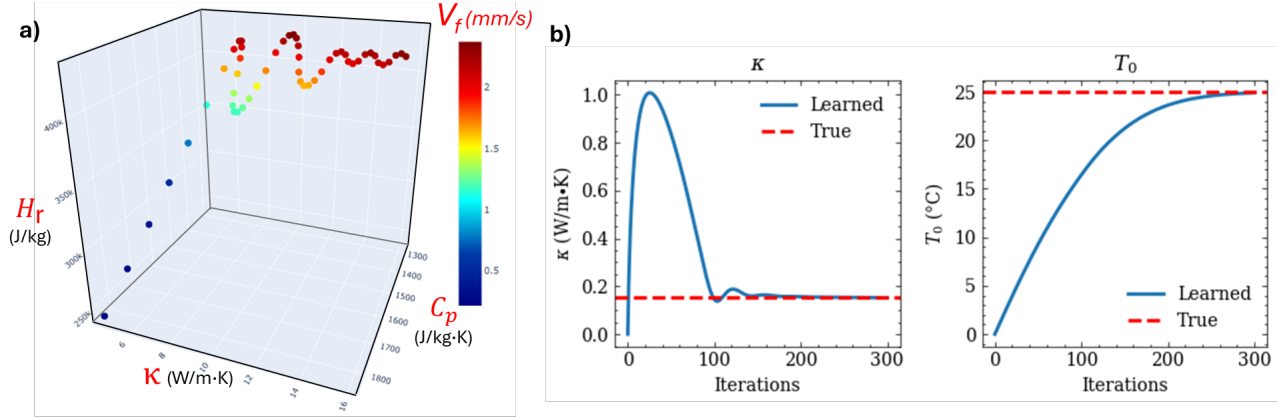 a)
V_f (mm/s)
2
1.5
1
0.5
400k
350k
300k
250k
H_r
(J/kg)
6
8
10
12
14
16
κ (W/m·K)
1300
1400
1500
1600
1700
1800
C_p
(J/kg·K)
b)
κ
Learned
True
1.0
0.8
0.6
0.4
0.2
0.0
κ (W/m•K)
0 100 200 300
Iterations
T_0
25
20
15
10
5
0
T_0 (°C)
Learned
True
0 100 200 300
Iterations